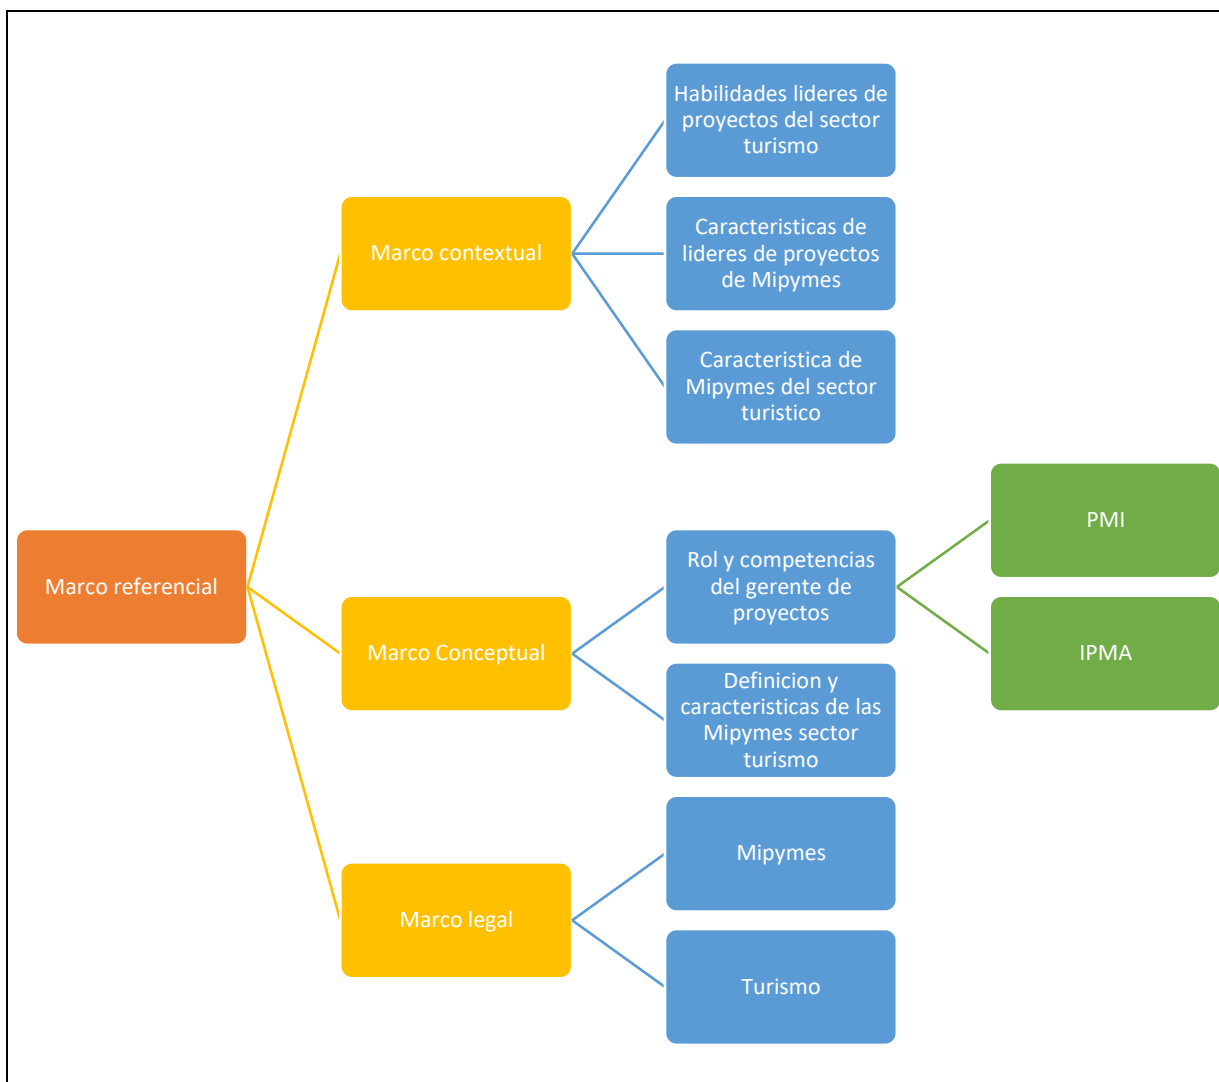 Habilidades lideres de
proyectos del sector
turismo
Marco contextual
Caracteristicas de
lideres de proyectos
de Mipymes
Caracteristica de
Mipymes del sector
turistico
Marco referencial
Marco Conceptual
Rol y competencias
del gerente de
proyectos
PMI
IPMA
Definicion y
caracteristicas de las
Mipymes sector
turismo
Marco legal
Mipymes
Turismo